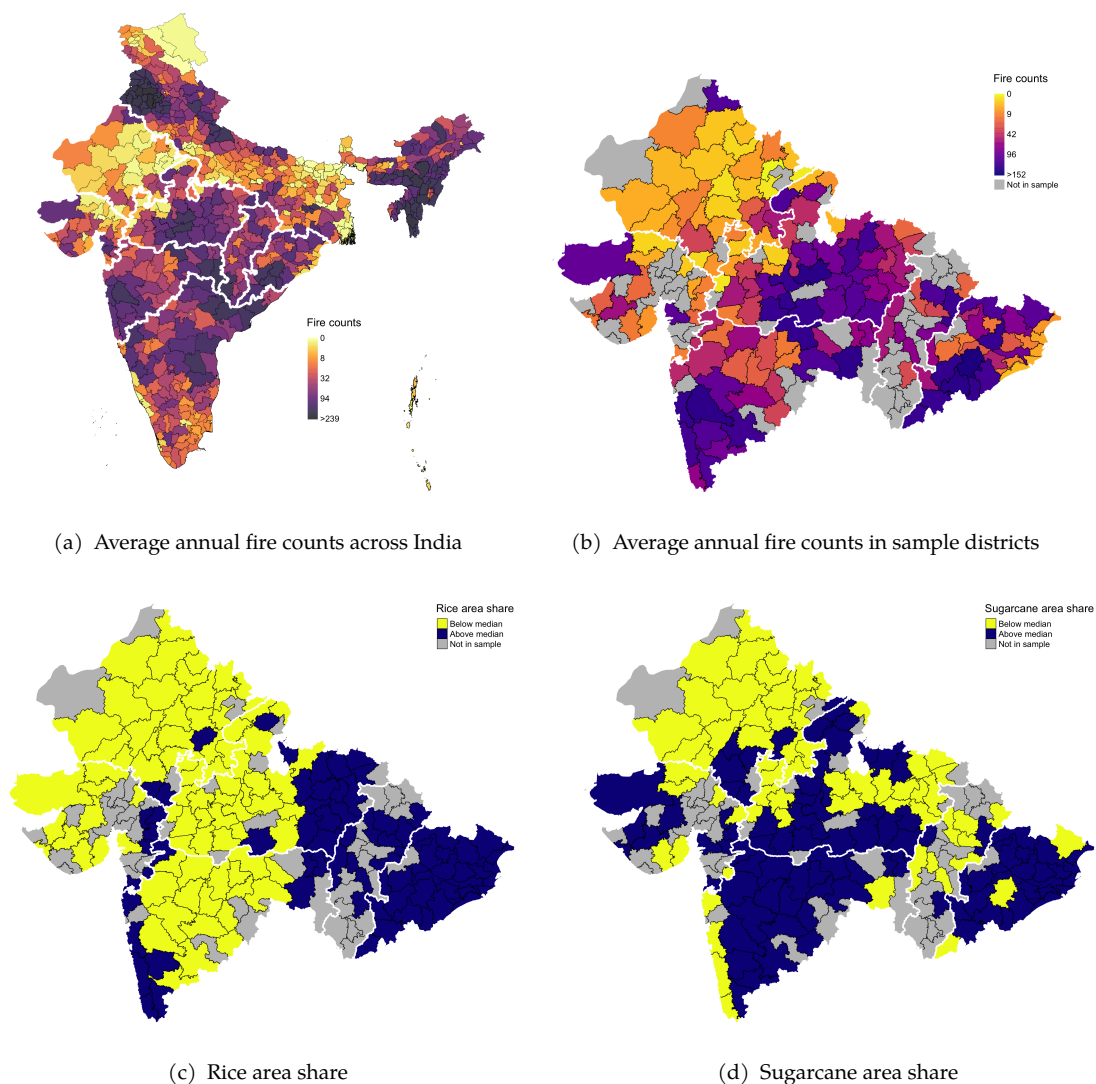 Fire counts
0
8
32
94
>239
(a) Average annual fire counts across India
Fire counts
0
9
42
96
>152
Not in sample
(b) Average annual fire counts in sample districts
Rice area share
Below median
Above median
Not in sample
(c) Rice area share
Sugarcane area share
Below median
Above median
Not in sample
(d) Sugarcane area share